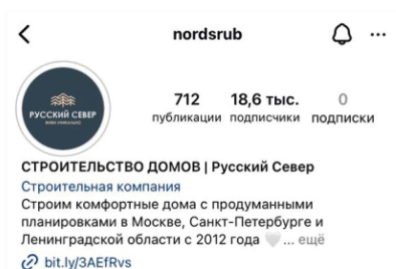 nordsrub
РУССКИЙ СЕВЕР
712 18,6 тыс. 0
публикации подписчики подписки
СТРОИТЕЛЬСТВО ДОМОВ | Русский Север
Строительная компания
Строим комфортные дома с продуманными
планировками в Москве, Санкт-Петербурге и
Ленинградской области с 2012 года 🤍... ещё
bit.ly/3AEfRvs